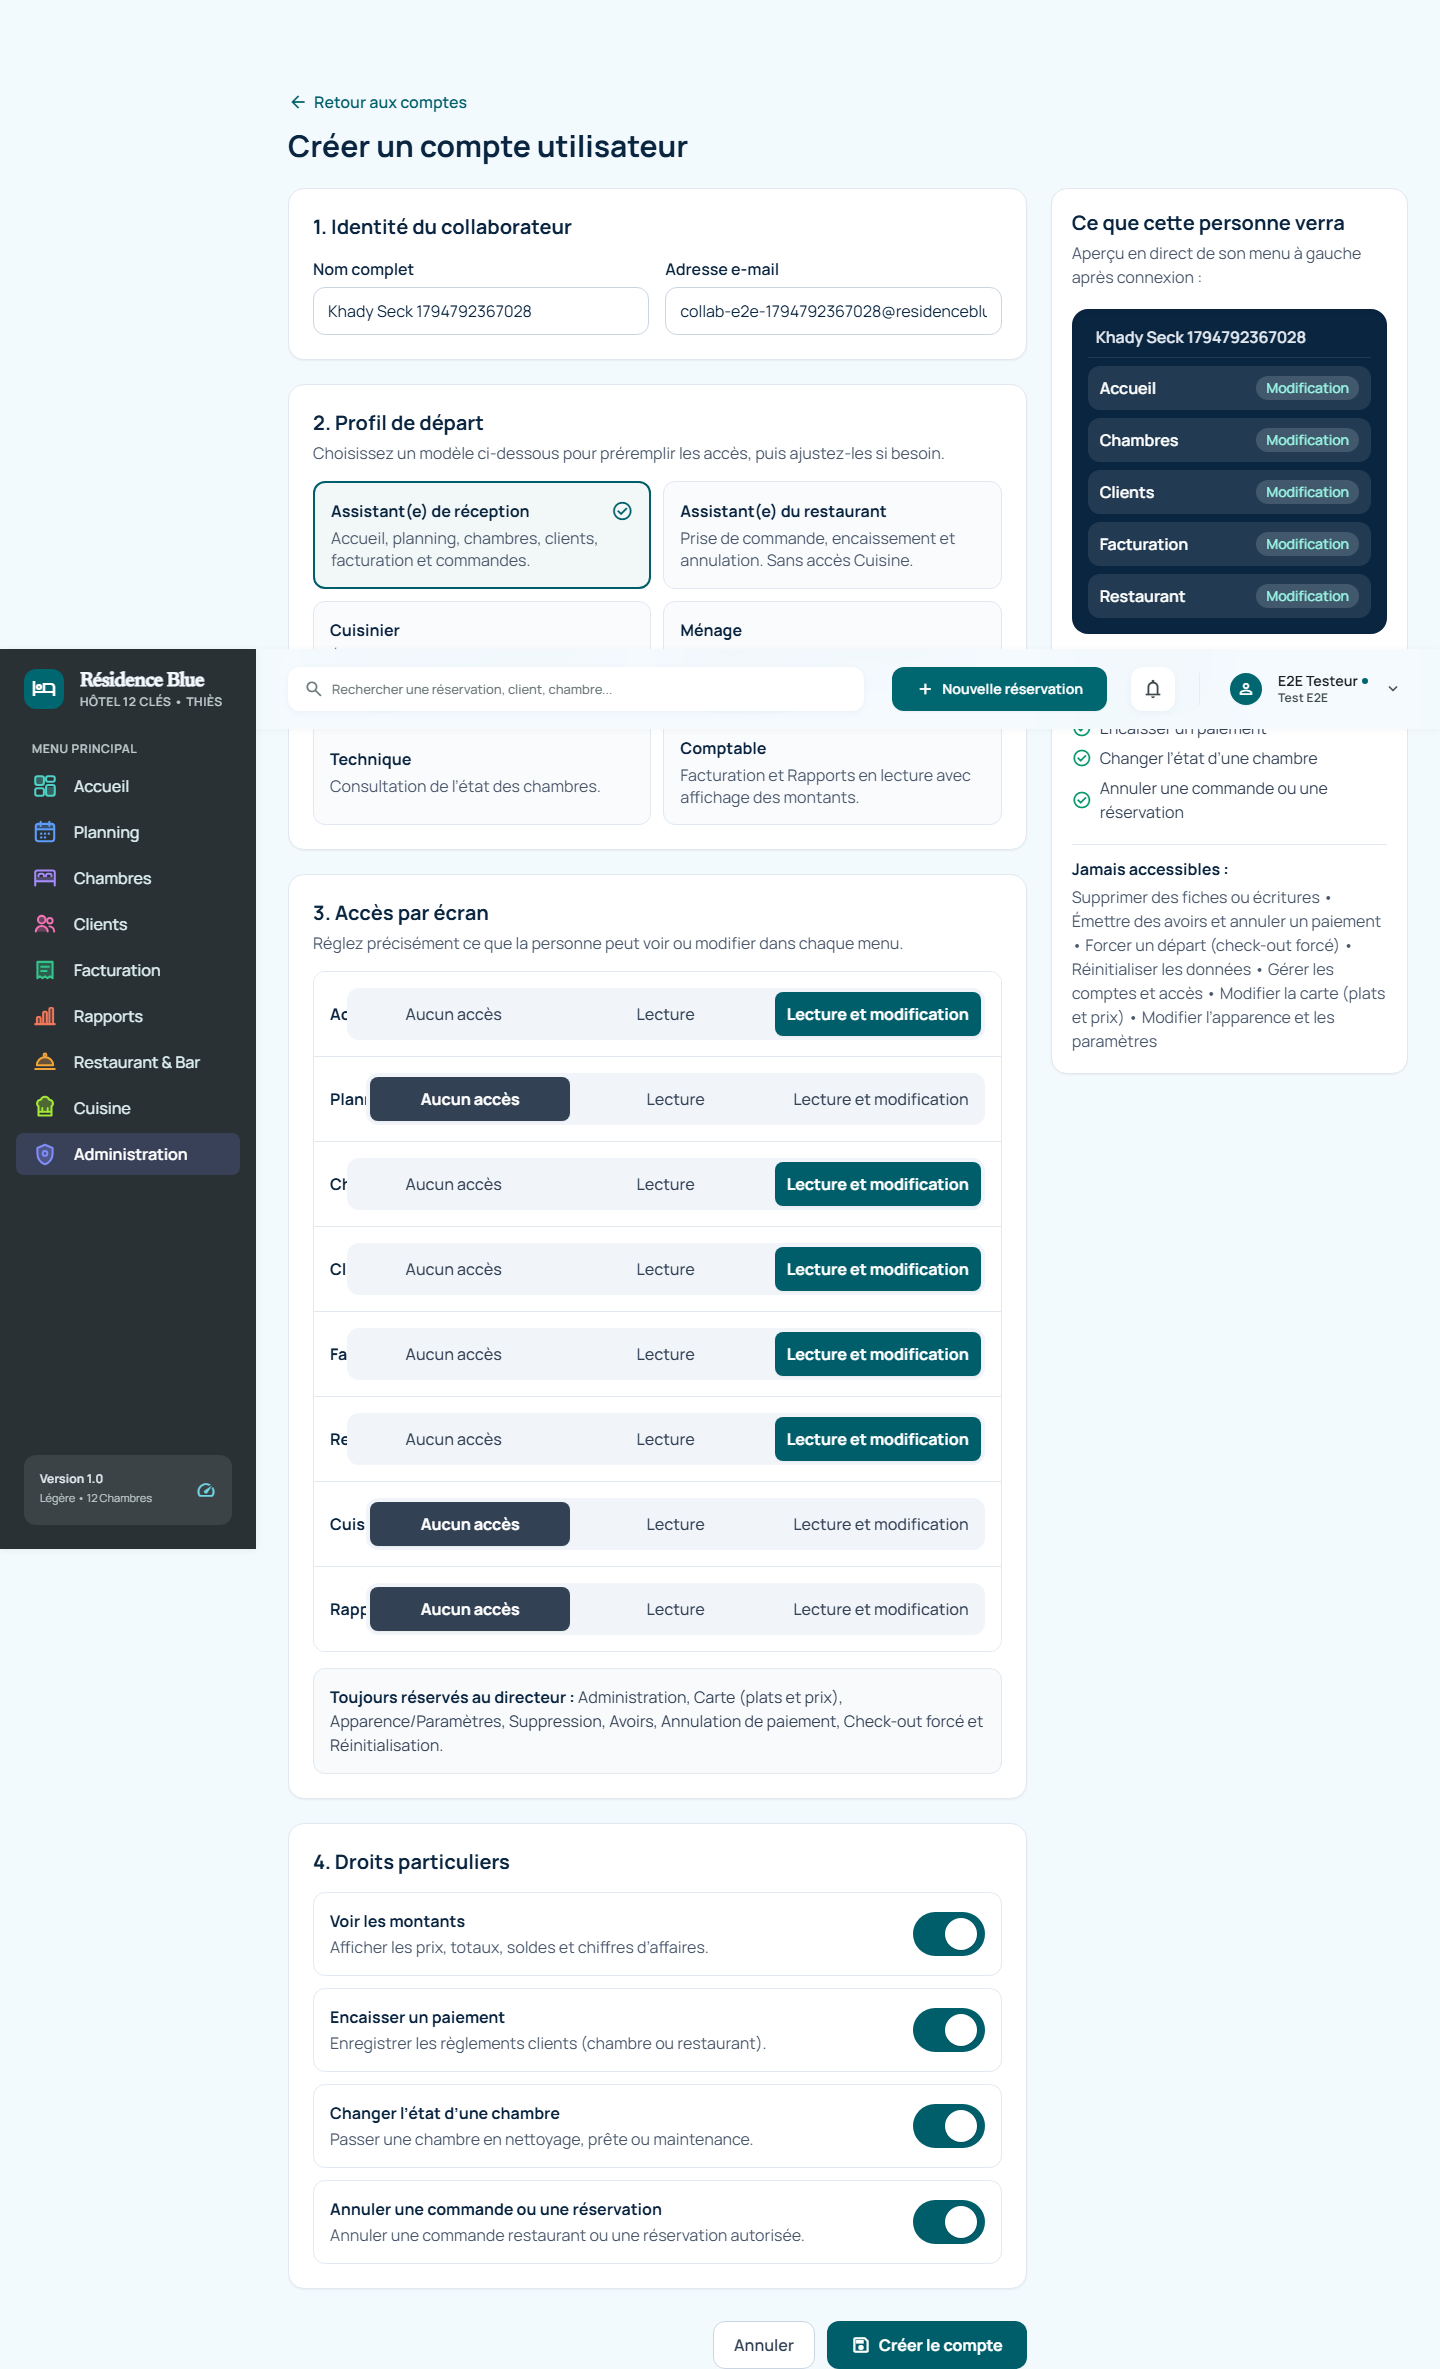 Retour aux comptes
Créer un compte utilisateur
1. Identité du collaborateur
Nom complet
Adresse e-mail
Khady Seck 1794792367028
collab-e2e-1794792367028@residenceblu
2. Profil de départ
Choisissez un modèle ci-dessous pour préremplir les accès, puis ajustez-les si besoin.
Assistant(e) de réception
Accueil, planning, chambres, clients,
facturation et commandes.
Assistant(e) du restaurant
Prise de commande, encaissement et
annulation. Sans accès Cuisine.
Cuisinier
Ménage
Technique
Consultation de l'état des chambres.
Comptable
Facturation et Rapports en lecture avec
affichage des montants.
Ce que cette personne verra
Aperçu en direct de son menu à gauche
après connexion :
Khady Seck 1794792367028
Accueil Modification
Chambres Modification
Clients Modification
Facturation Modification
Restaurant Modification
Encaisser un paiement
Changer l'état d'une chambre
Annuler une commande ou une
réservation
Jamais accessibles :
Supprimer des fiches ou écritures •
Émettre des avoirs et annuler un paiement
• Forcer un départ (check-out forcé) •
Réinitialiser les données • Gérer les
comptes et accès • Modifier la carte (plats
et prix) • Modifier l'apparence et les
paramètres
Résidence Blue
HÔTEL 12 CLÉS • THIÈS
Rechercher une réservation, client, chambre...
Nouvelle réservation
E2E Testeur
Test E2E
MENU PRINCIPAL
Accueil
Planning
Chambres
Clients
Facturation
Rapports
Restaurant & Bar
Cuisine
Administration
Version 1.0
Légère • 12 Chambres
3. Accès par écran
Réglez précisément ce que la personne peut voir ou modifier dans chaque menu.
Ac Aucun accès Lecture Lecture et modification
Plan Aucun accès Lecture Lecture et modification
Ch Aucun accès Lecture Lecture et modification
Cl Aucun accès Lecture Lecture et modification
Fa Aucun accès Lecture Lecture et modification
Re Aucun accès Lecture Lecture et modification
Cuis Aucun accès Lecture Lecture et modification
Rapp Aucun accès Lecture Lecture et modification
Toujours réservés au directeur : Administration, Carte (plats et prix),
Apparence/Paramètres, Suppression, Avoirs, Annulation de paiement, Check-out forcé et
Réinitialisation.
4. Droits particuliers
Voir les montants
Afficher les prix, totaux, soldes et chiffres d'affaires.
Encaisser un paiement
Enregistrer les règlements clients (chambre ou restaurant).
Changer l'état d'une chambre
Passer une chambre en nettoyage, prête ou maintenance.
Annuler une commande ou une réservation
Annuler une commande restaurant ou une réservation autorisée.
Annuler
Créer le compte